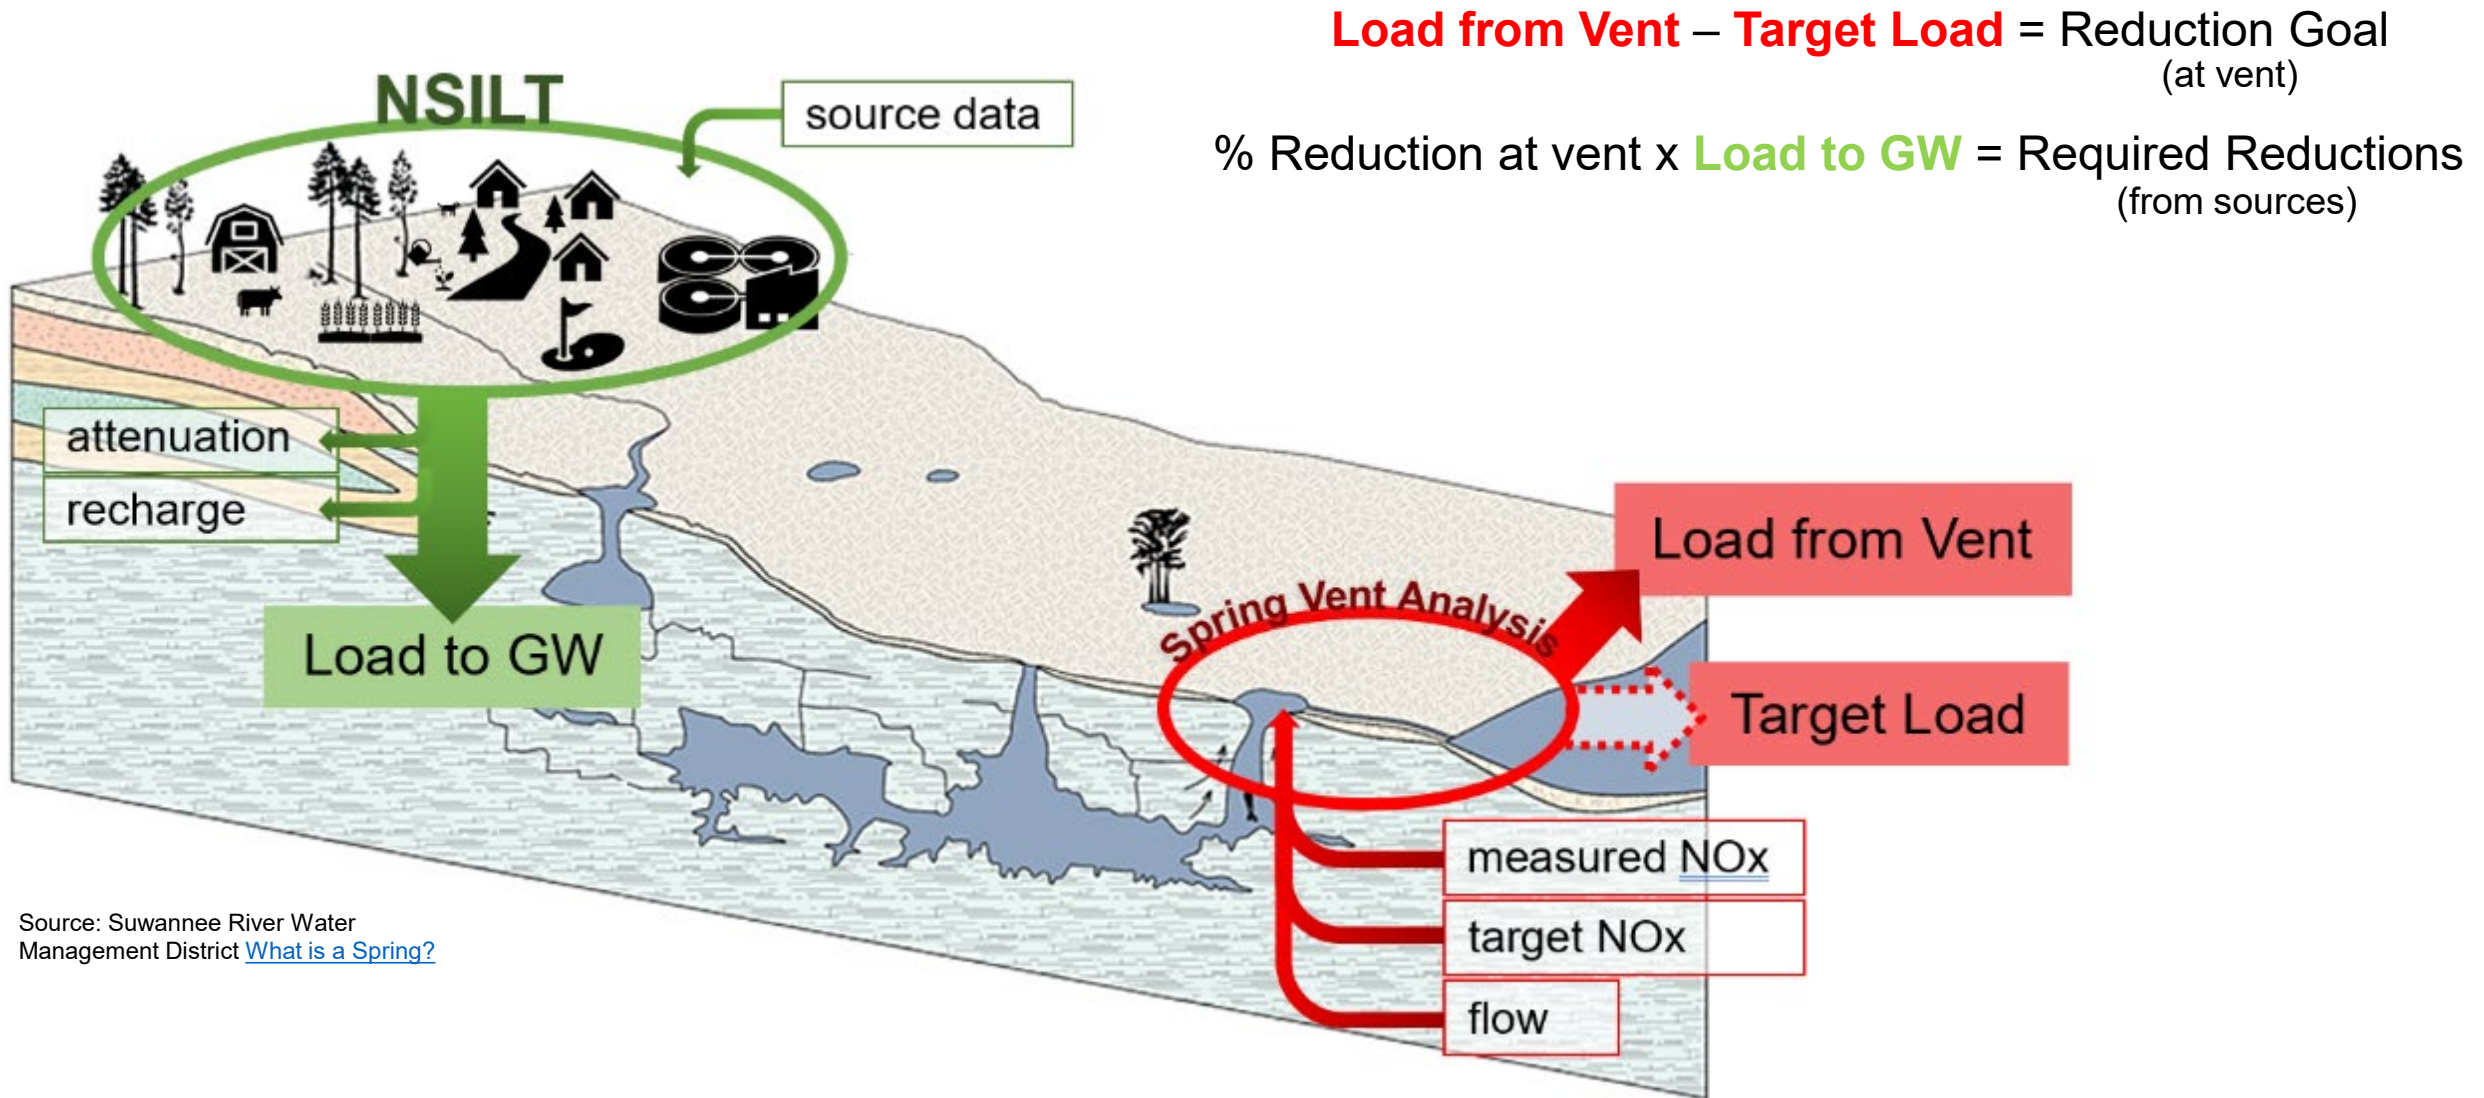 Load from Vent – Target Load = Reduction Goal
(at vent)
% Reduction at vent x Load to GW = Required Reductions
(from sources)
NSILT
source data
attenuation
recharge
Load to GW
Spring Vent Analysis
Load from Vent
Target Load
measured NOx
target NOx
flow
Source: Suwannee River Water
Management District What is a Spring?